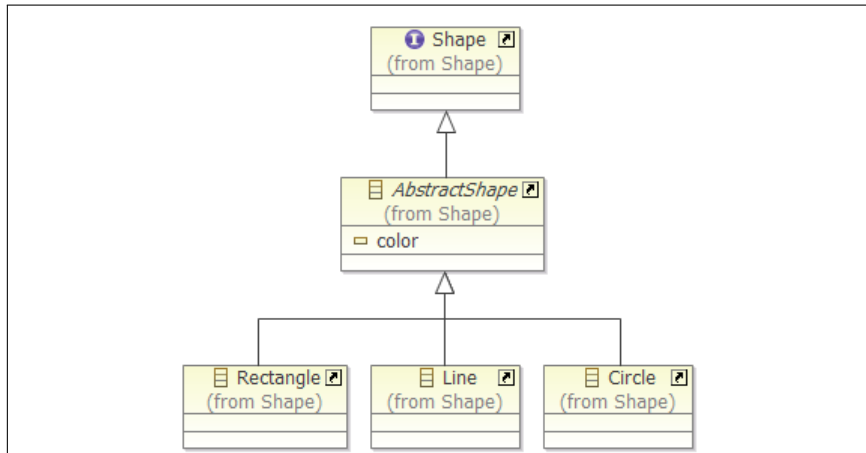 I Shape
(from Shape)
AbstractShape
(from Shape)
color
Rectangle
(from Shape)
Line
(from Shape)
Circle
(from Shape)